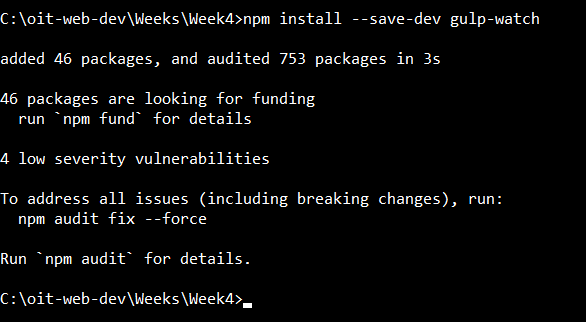 C:\oit-web-dev\Weeks\Week4>npm install --save-dev gulp-watch
added 46 packages, and audited 753 packages in 3s
46 packages are looking for funding
run `npm fund` for details
4 low severity vulnerabilities
To address all issues (including breaking changes), run:
npm audit fix --force
Run `npm audit` for details.
C:\oit-web-dev\Weeks\Week4>